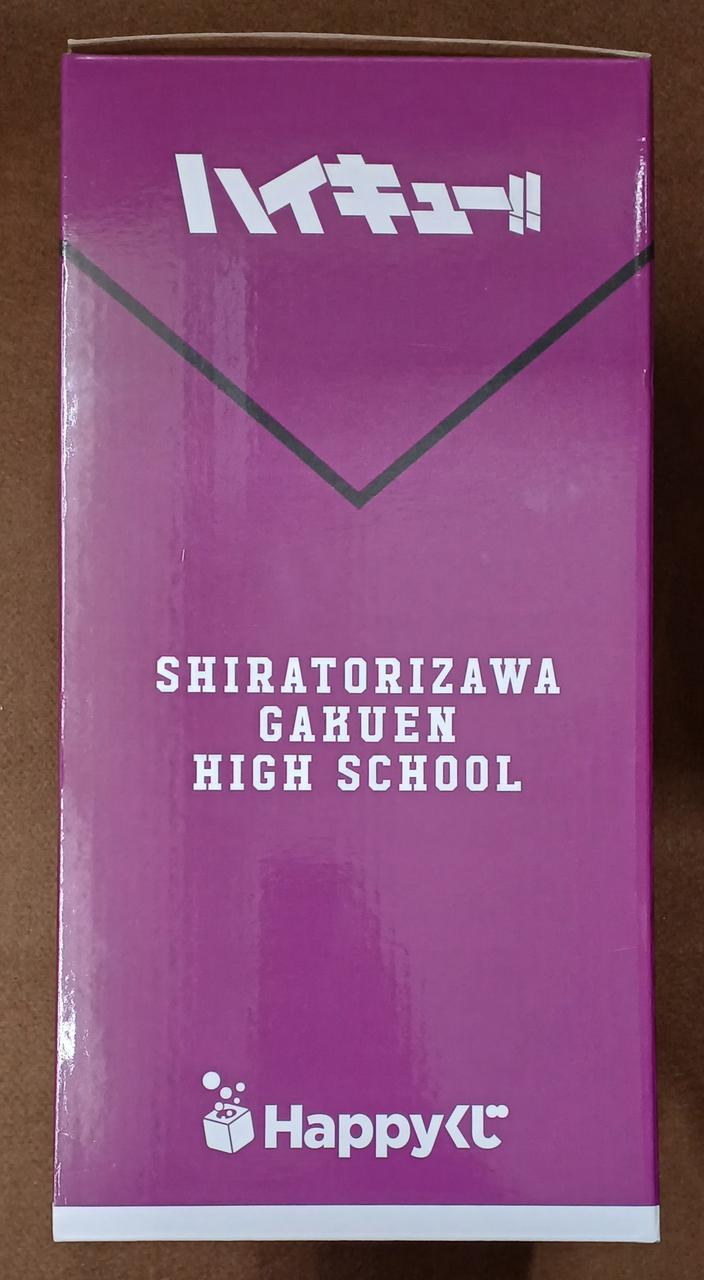 ハイキュー!!
SHIRATORIZAWA
GAKUEN
HIGH SCHOOL
Happyくじ